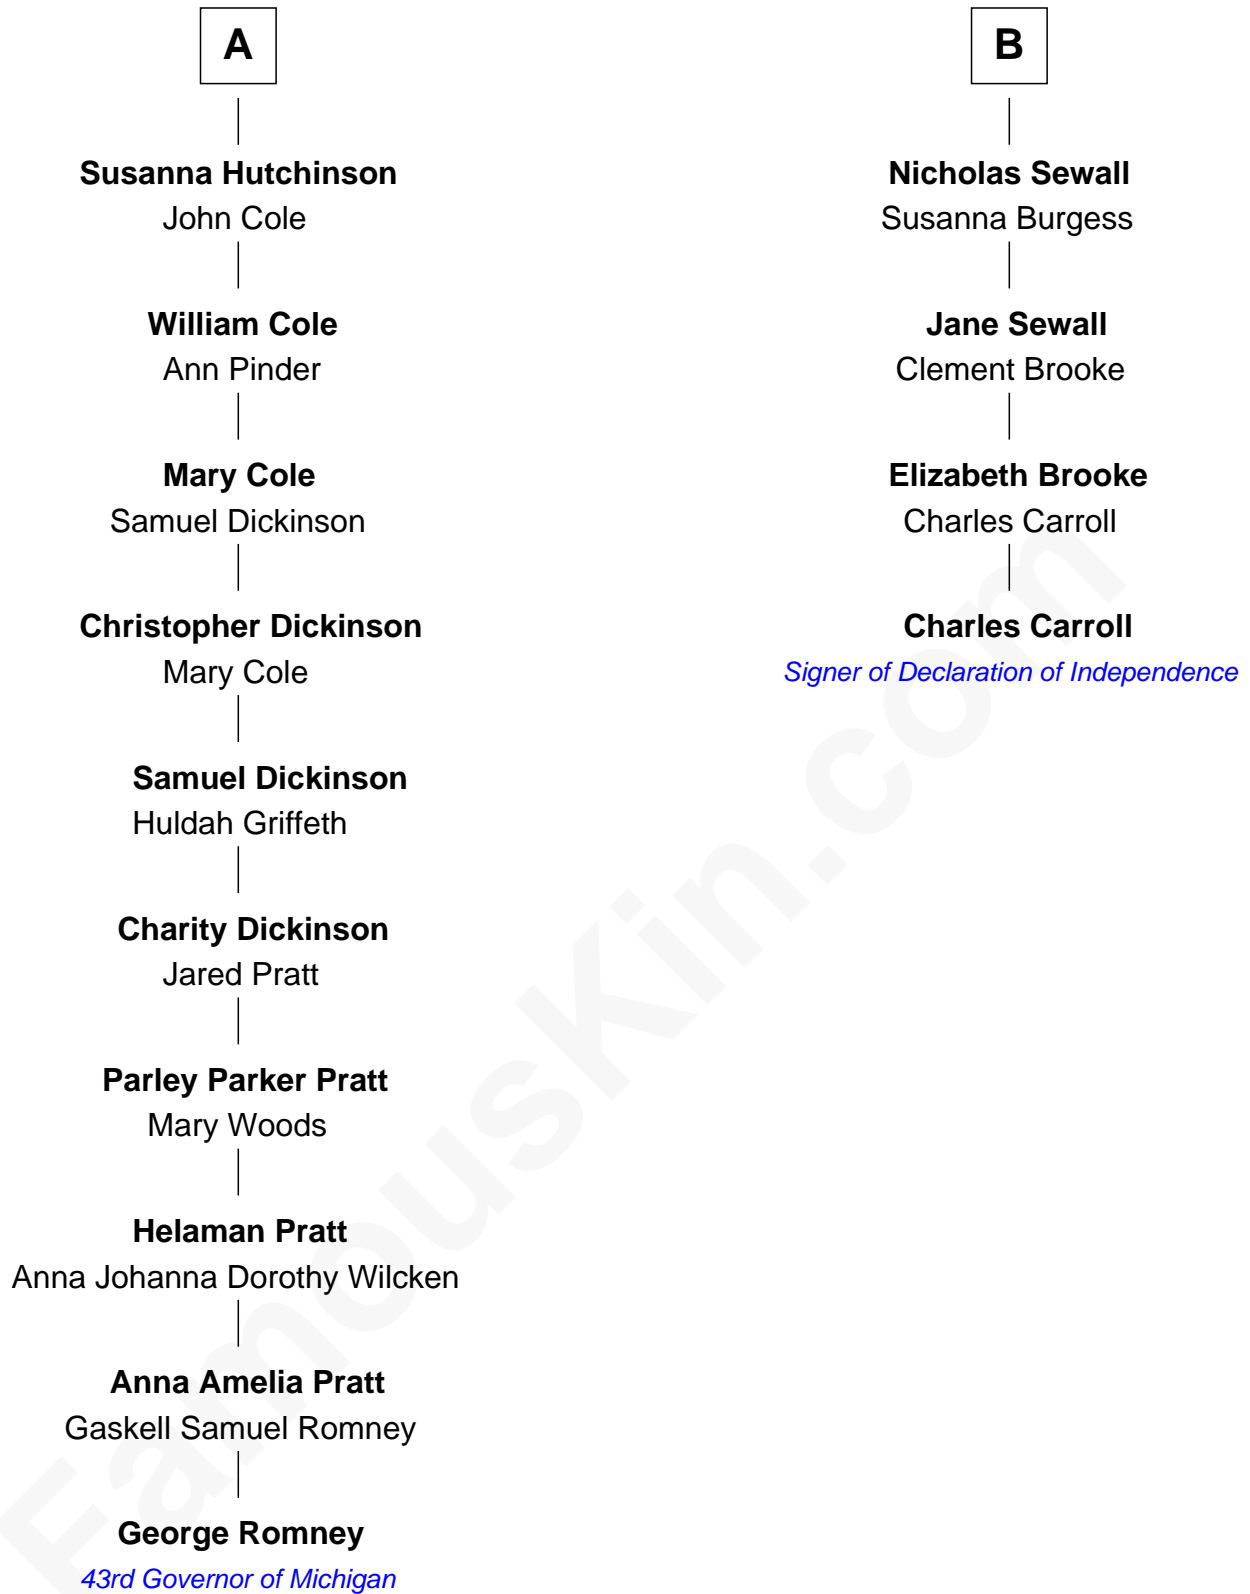 A
Susanna Hutchinson
John Cole
William Cole
Ann Pinder
Mary Cole
Samuel Dickinson
Christopher Dickinson
Mary Cole
Samuel Dickinson
Huldah Griffeth
Charity Dickinson
Jared Pratt
Parley Parker Pratt
Mary Woods
Helaman Pratt
Anna Johanna Dorothy Wilcken
Anna Amelia Pratt
Gaskell Samuel Romney
George Romney
43rd Governor of Michigan
B
Nicholas Sewall
Susanna Burgess
Jane Sewall
Clement Brooke
Elizabeth Brooke
Charles Carroll
Charles Carroll
Signer of Declaration of Independence
FamousKin.com